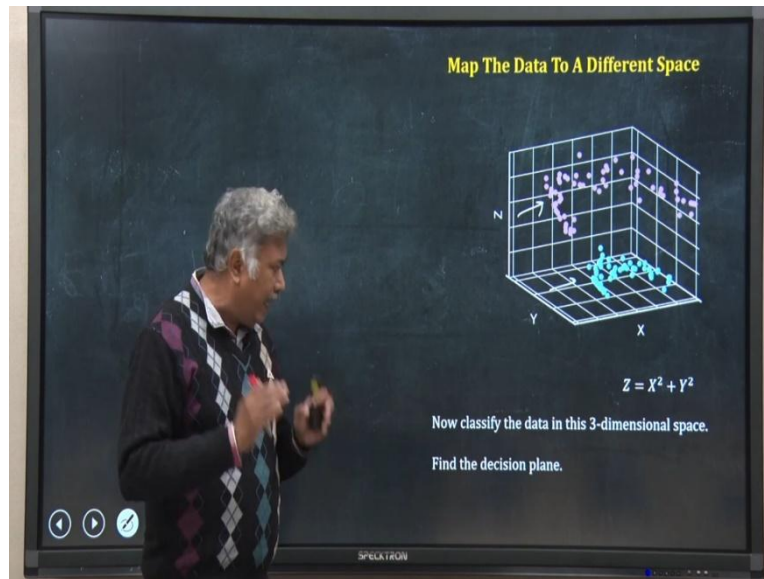 Map The Data To A Different Space
Z
Y
X
Z = X² + Y²
Now classify the data in this 3-dimensional space.
Find the decision plane.
SPECKTRON